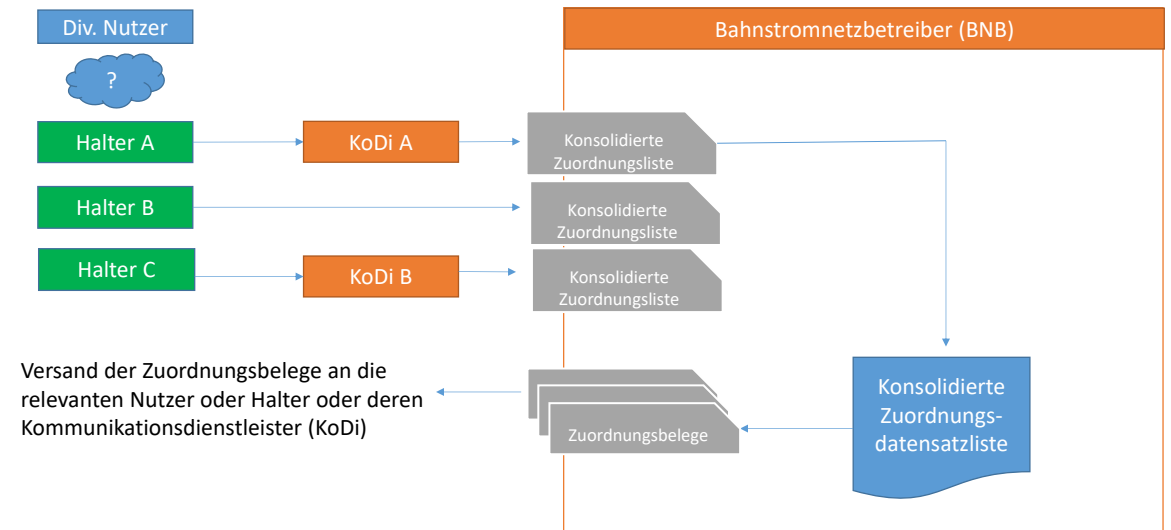 Div. Nutzer
Bahnstromnetzbetreiber (BNB)
?
Halter A
KoDi A
Konsolidierte
Zuordnungsliste
Halter B
Konsolidierte
Zuordnungsliste
Halter C
KoDi B
Konsolidierte
Zuordnungsliste
Versand der Zuordnungsbelege an die
relevanten Nutzer oder Halter oder deren
Kommunikationsdienstleister (KoDi)
Zuordnungsbelege
Konsolidierte
Zuordnungs-
datensatzliste